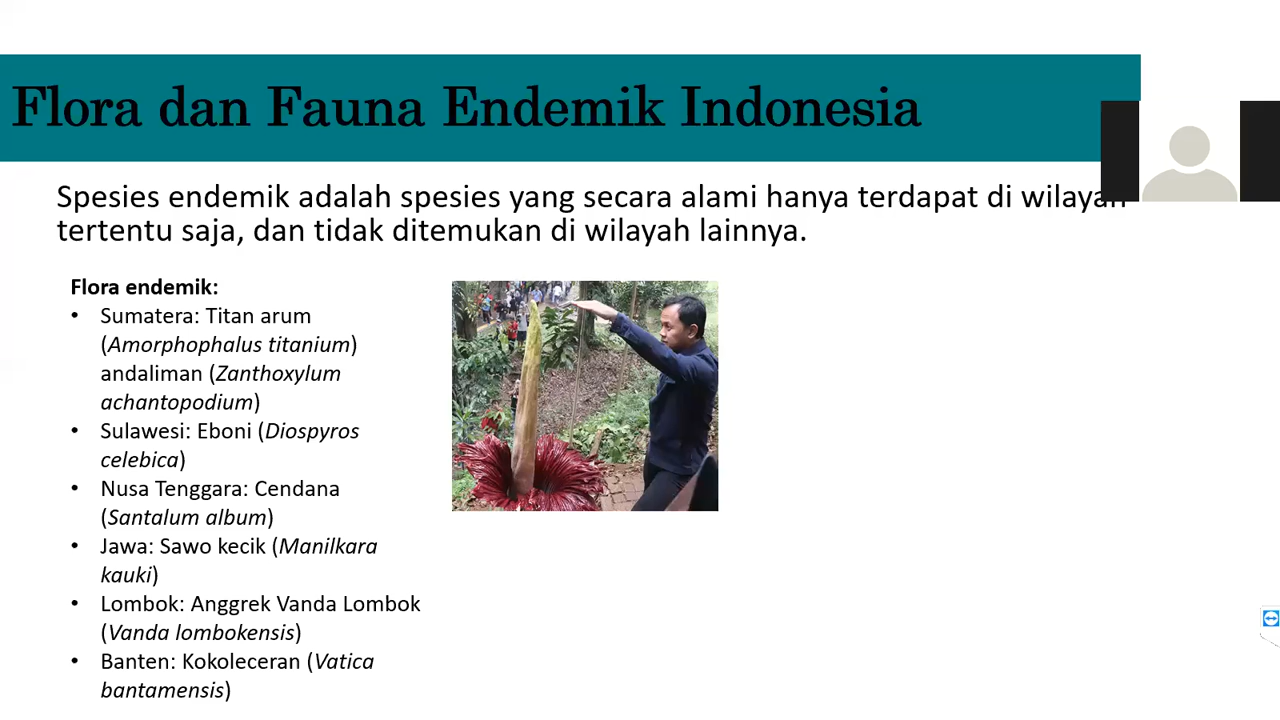 Flora dan Fauna Endemik Indonesia
Spesies endemik adalah spesies yang secara alami hanya terdapat di wilayah
tertentu saja, dan tidak ditemukan di wilayah lainnya.
Flora endemik:
• Sumatera: Titan arum
(Amorphophalus titanium)
andaliman (Zanthoxylum
achantopodium)
• Sulawesi: Eboni (Diospyros
celebica)
• Nusa Tenggara: Cendana
(Santalum album)
• Jawa: Sawo kecik (Manilkara
kauki)
• Lombok: Anggrek Vanda Lombok
(Vanda lombokensis)
• Banten: Kokoleceran (Vatica
bantamensis)